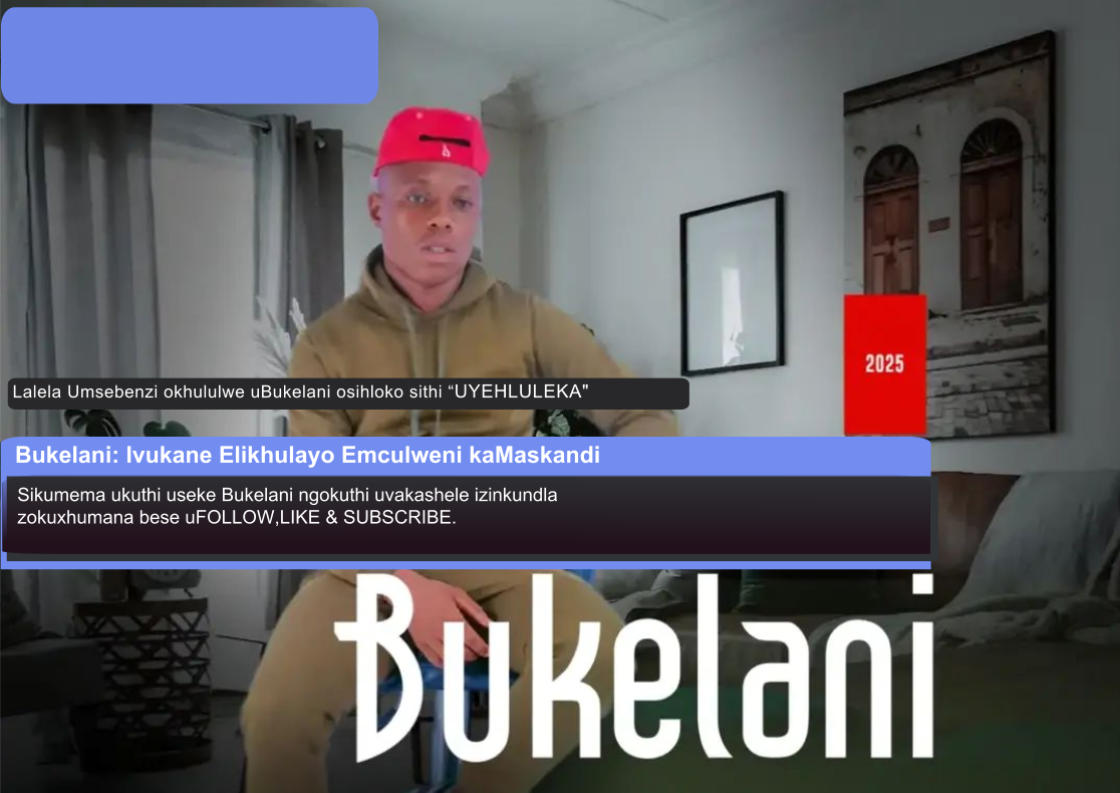 2025
Lalela Umsebenzi okhululwe uBukelani osihloko sithi “UYEHLULEKA"
Bukelani: Ivukane Elikhulayo Emculweni kaMaskandi
Sikumema ukuthi useke Bukelani ngokuthi uvakashele izinkundla
zokuxhumana bese uFOLLOW,LIKE & SUBSCRIBE.
Bukelani